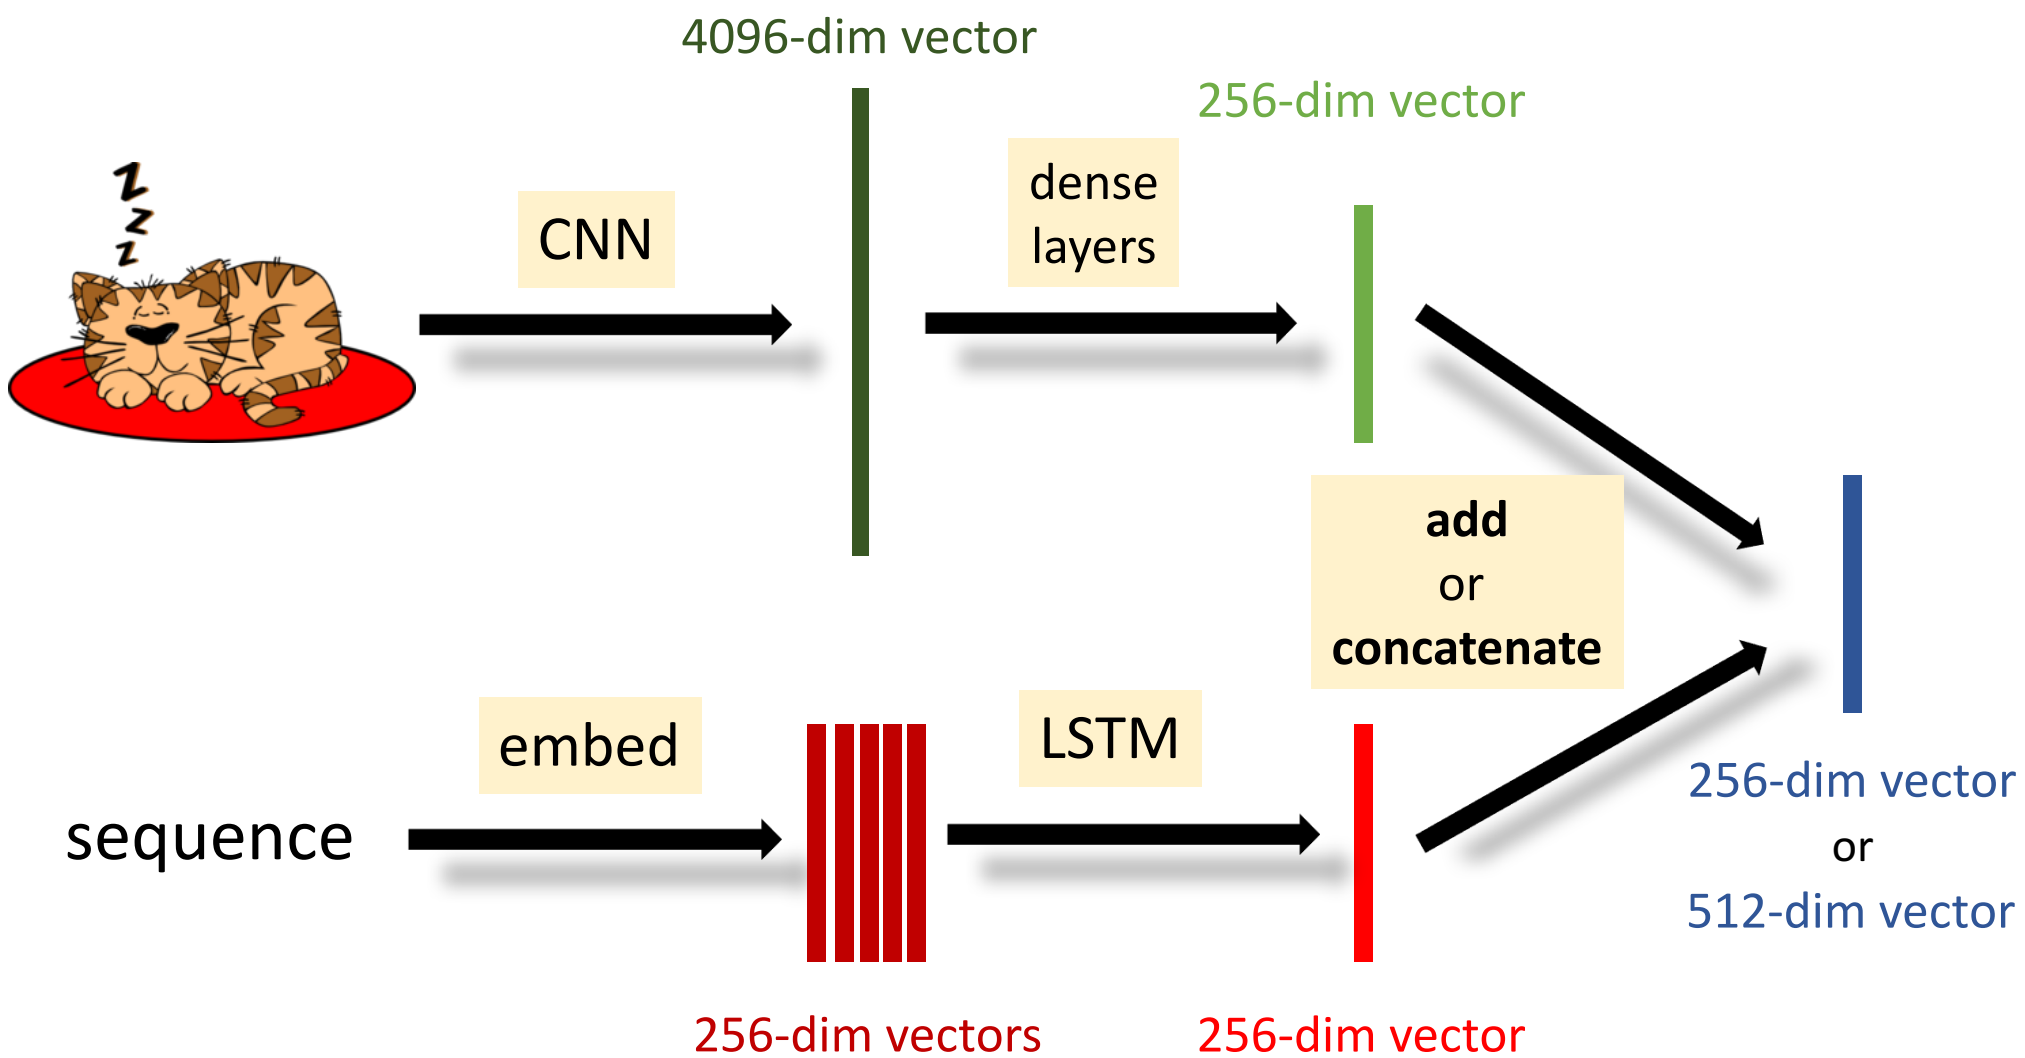 4096-dim vector
256-dim vector
z
z
z
CNN
dense
layers
add
or
concatenate
embed
LSTM
sequence
256-dim vector
or
512-dim vector
256-dim vectors
256-dim vector